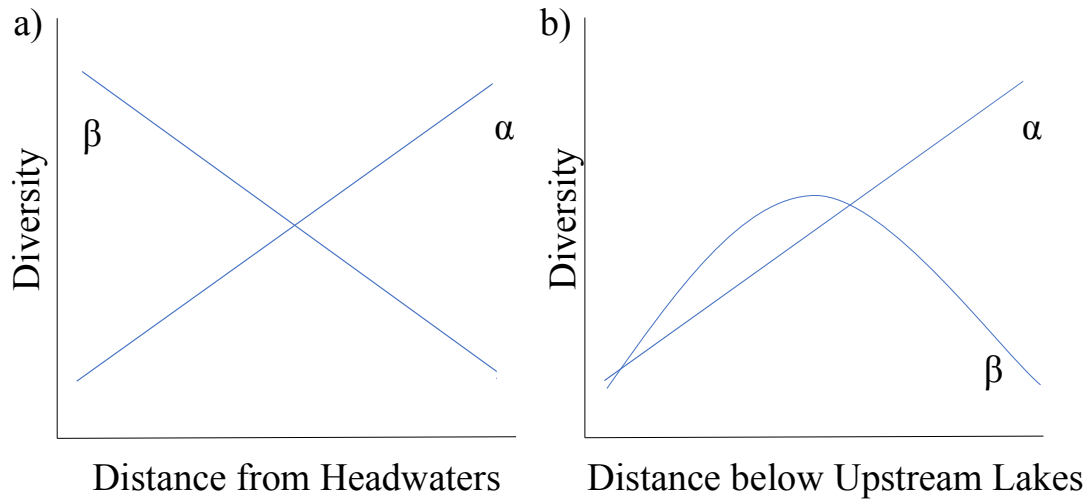 a)
β
α
Diversity
Distance from Headwaters
b)
α
β
Diversity
Distance below Upstream Lakes